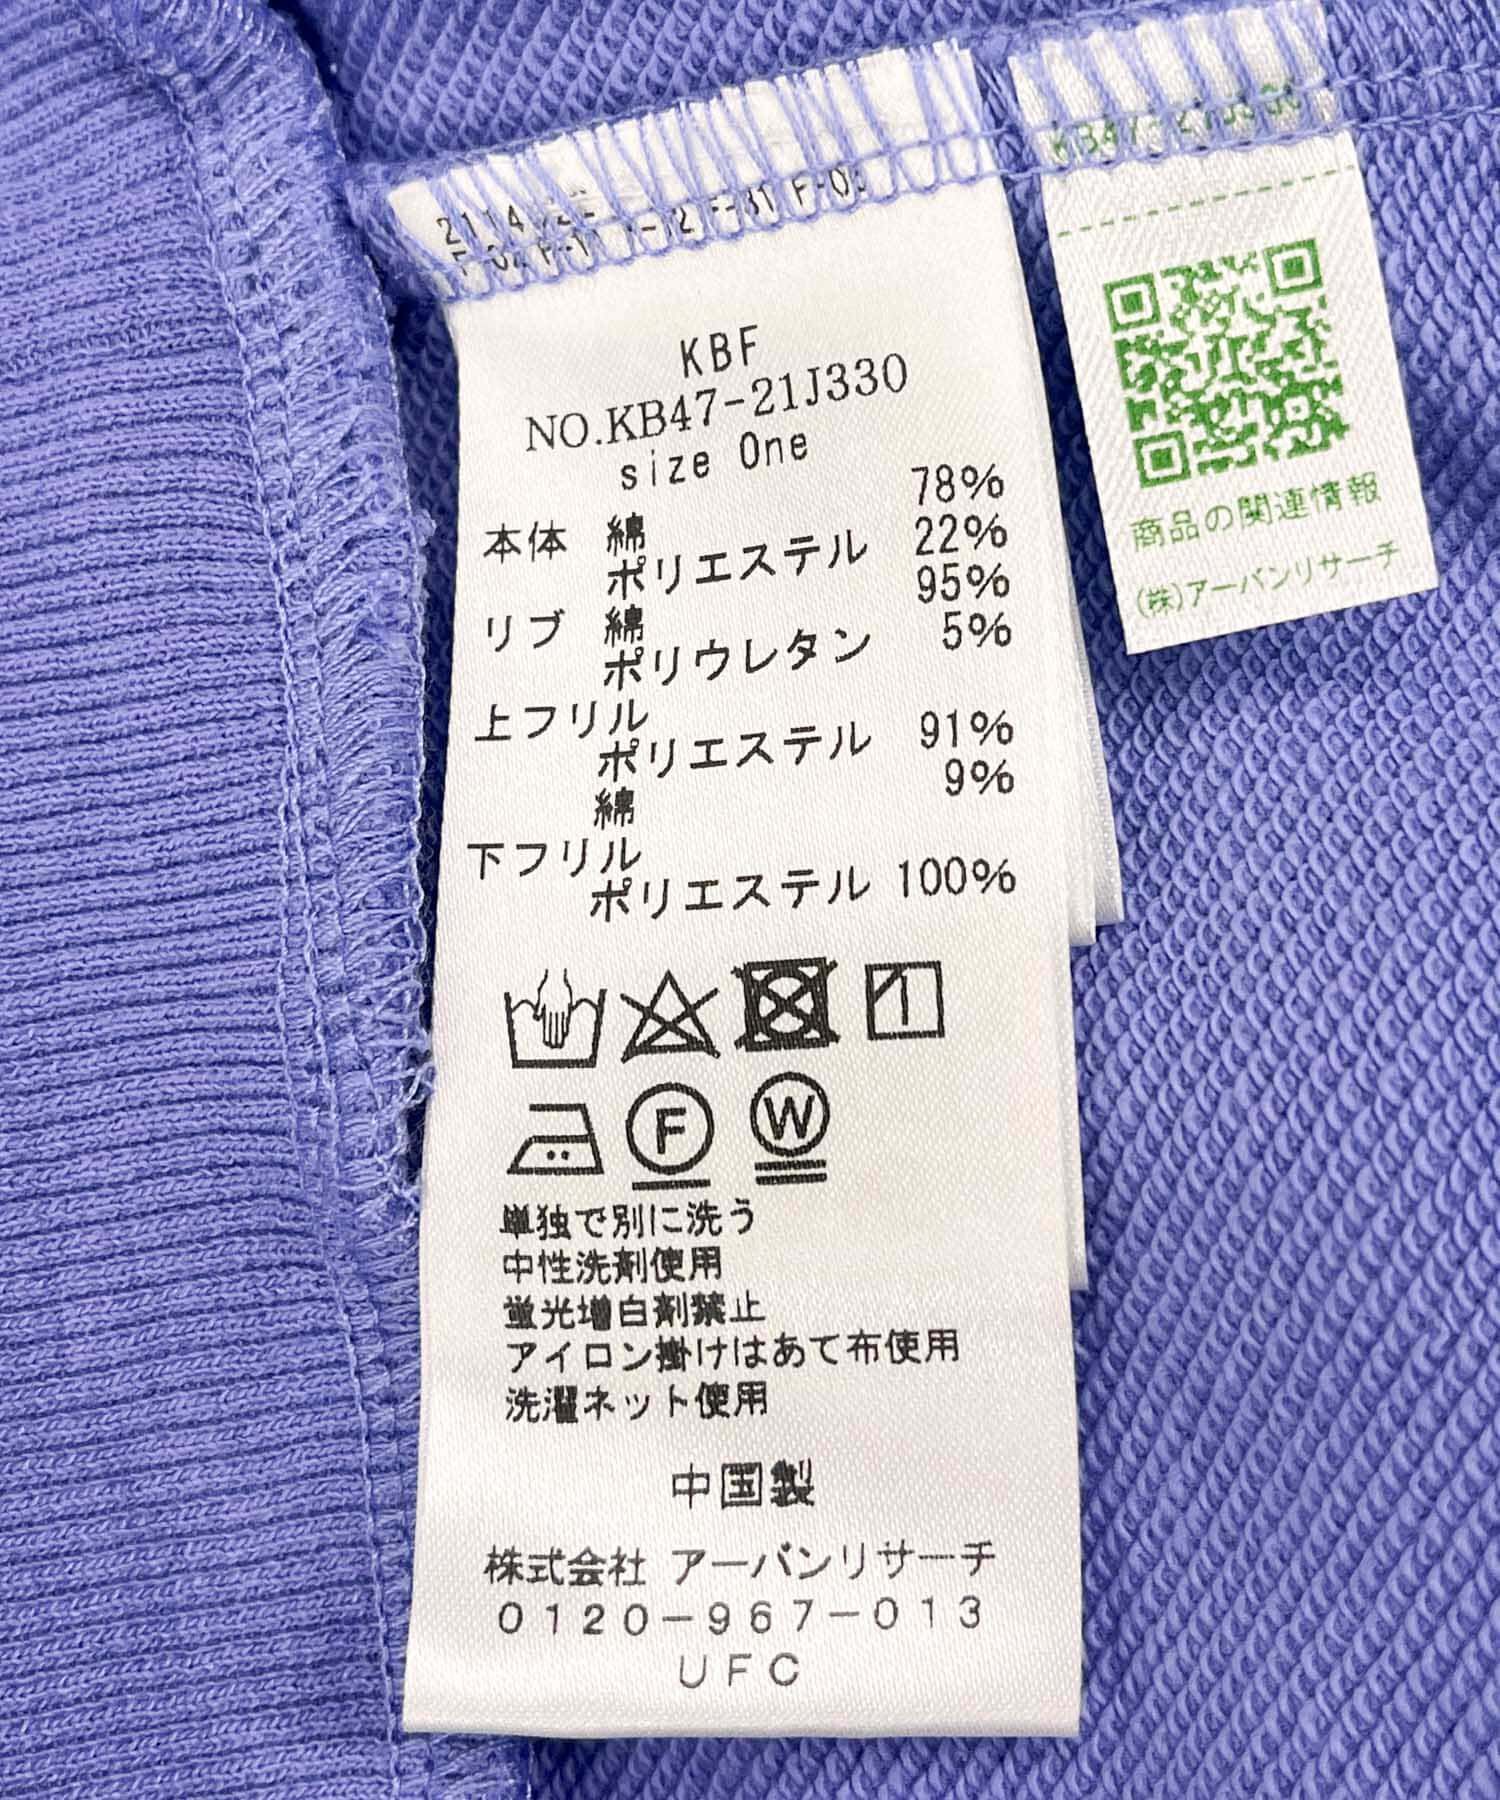 KBF
NO.KB47-21J330
size One
本体 綿 78%
ポリエステル 22%
リブ 綿 95%
ポリウレタン 5%
上フリル
ポリエステル 91%
綿 9%
下フリル
ポリエステル 100%
1
F
W
単独で別に洗う
中性洗剤使用
蛍光増白剤禁止
アイロン掛けはあて布使用
洗濯ネット使用
中国製
株式会社 アーバンリサーチ
0120-967-013
UFC
KB47-21J330
商品の関連情報
(株)アーバンリサーチ